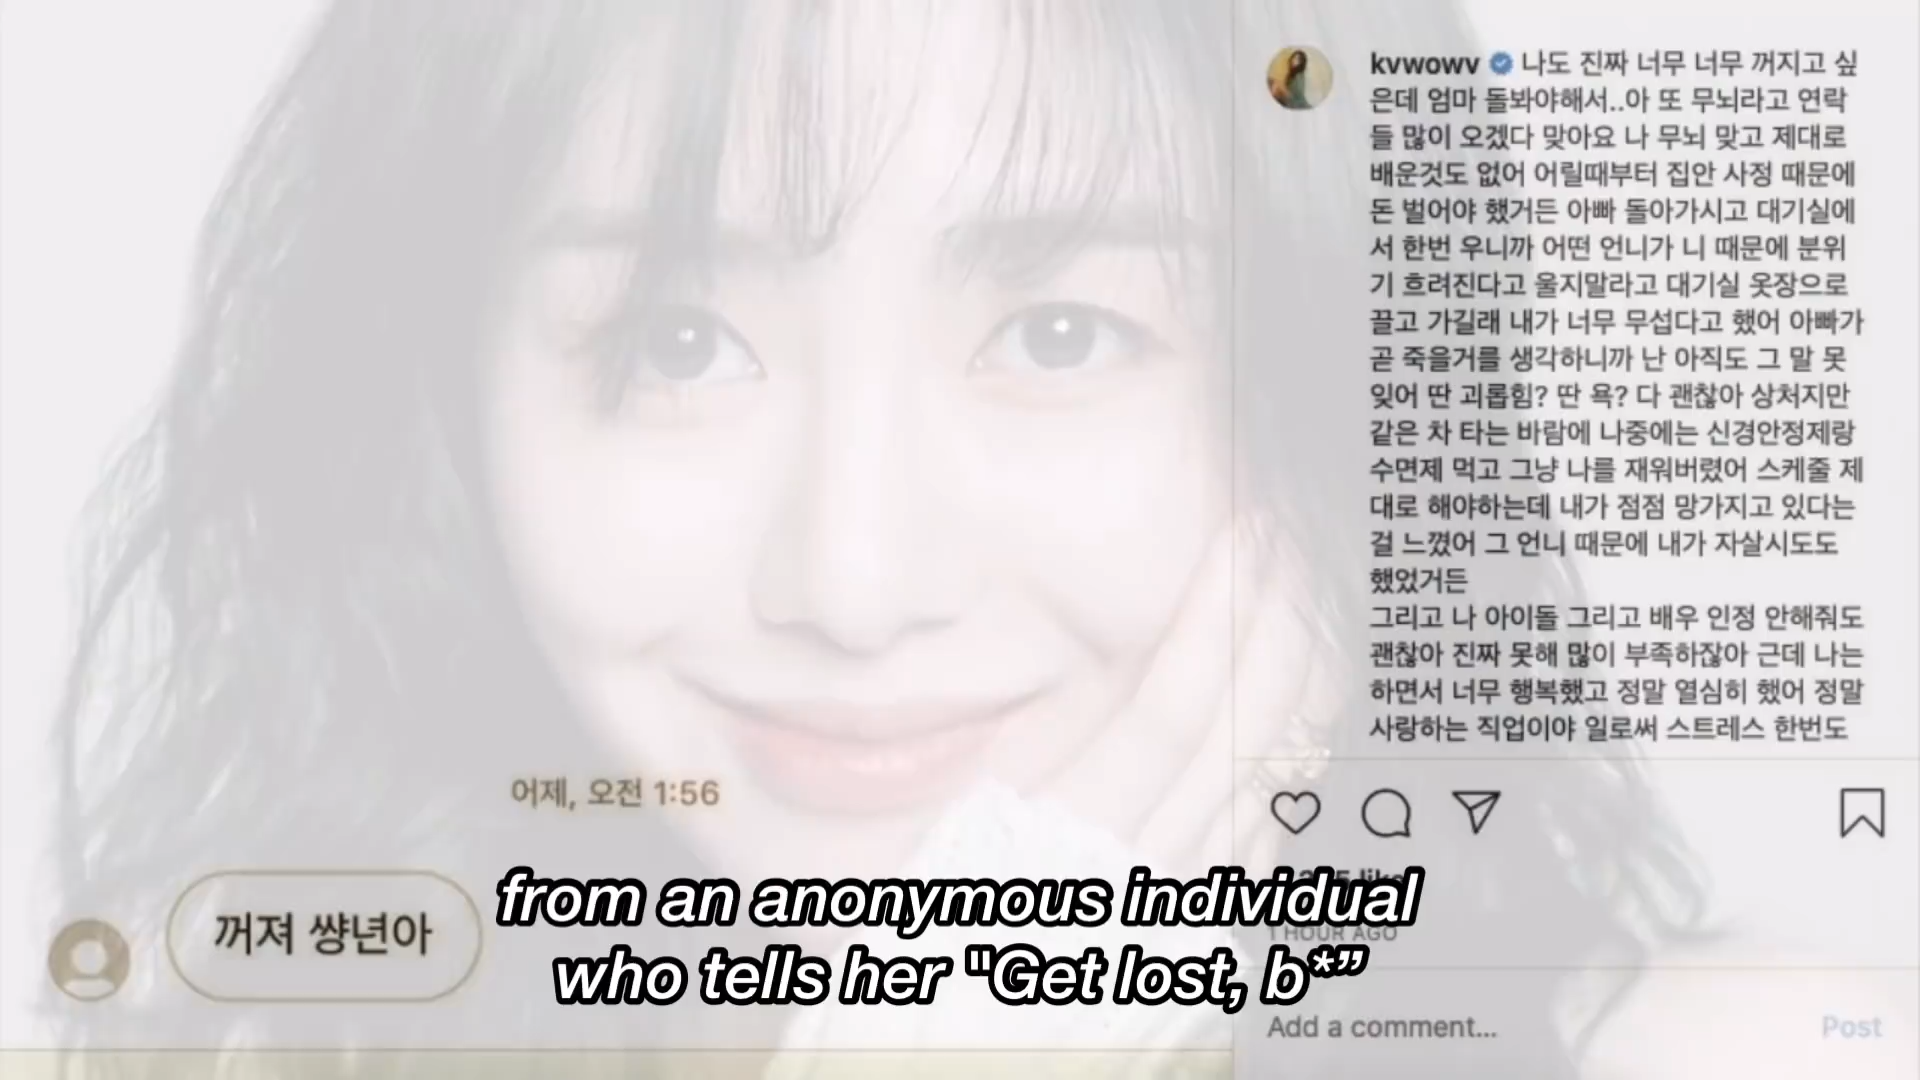 kvwowv 나도 진짜 너무 너무 꺼지고 싶
은데 엄마 돌봐야해서..아 또 무뇌라고 연락
들 많이 오겠다 맞아요 나 무뇌 맞고 제대로
배운것도 없어 어릴때부터 집안 사정 때문에
돈 벌어야 했거든 아빠 돌아가시고 대기실에
서 한번 우니까 어떤 언니가 니 때문에 분위
기 흐려진다고 울지말라고 대기실 옷장으로
끌고 가길래 내가 너무 무섭다고 했어 아빠가
곧 죽을거를 생각하니까 난 아직도 그 말 못
잊어 딴 괴롭힘? 딴 욕? 다 괜찮아 상처지만
같은 차 타는 바람에 나중에는 신경안정제랑
수면제 먹고 그냥 나를 재워버렸어 스케줄 제
대로 해야하는데 내가 점점 망가지고 있다는
걸 느꼈어 그 언니 때문에 내가 자살시도도
했었거든
그리고 나 아이돌 그리고 배우 인정 안해줘도
괜찮아 진짜 못해 많이 부족하잖아 근데 나는
하면서 너무 행복했고 정말 열심히 했어 정말
사랑하는 직업이야 일로써 스트레스 한번도
어제, 오전 1:56
꺼져 썅년아
from an anonymous individual
who tells her "Get lost, b*”
1 HOUR AGO
Add a comment... Post